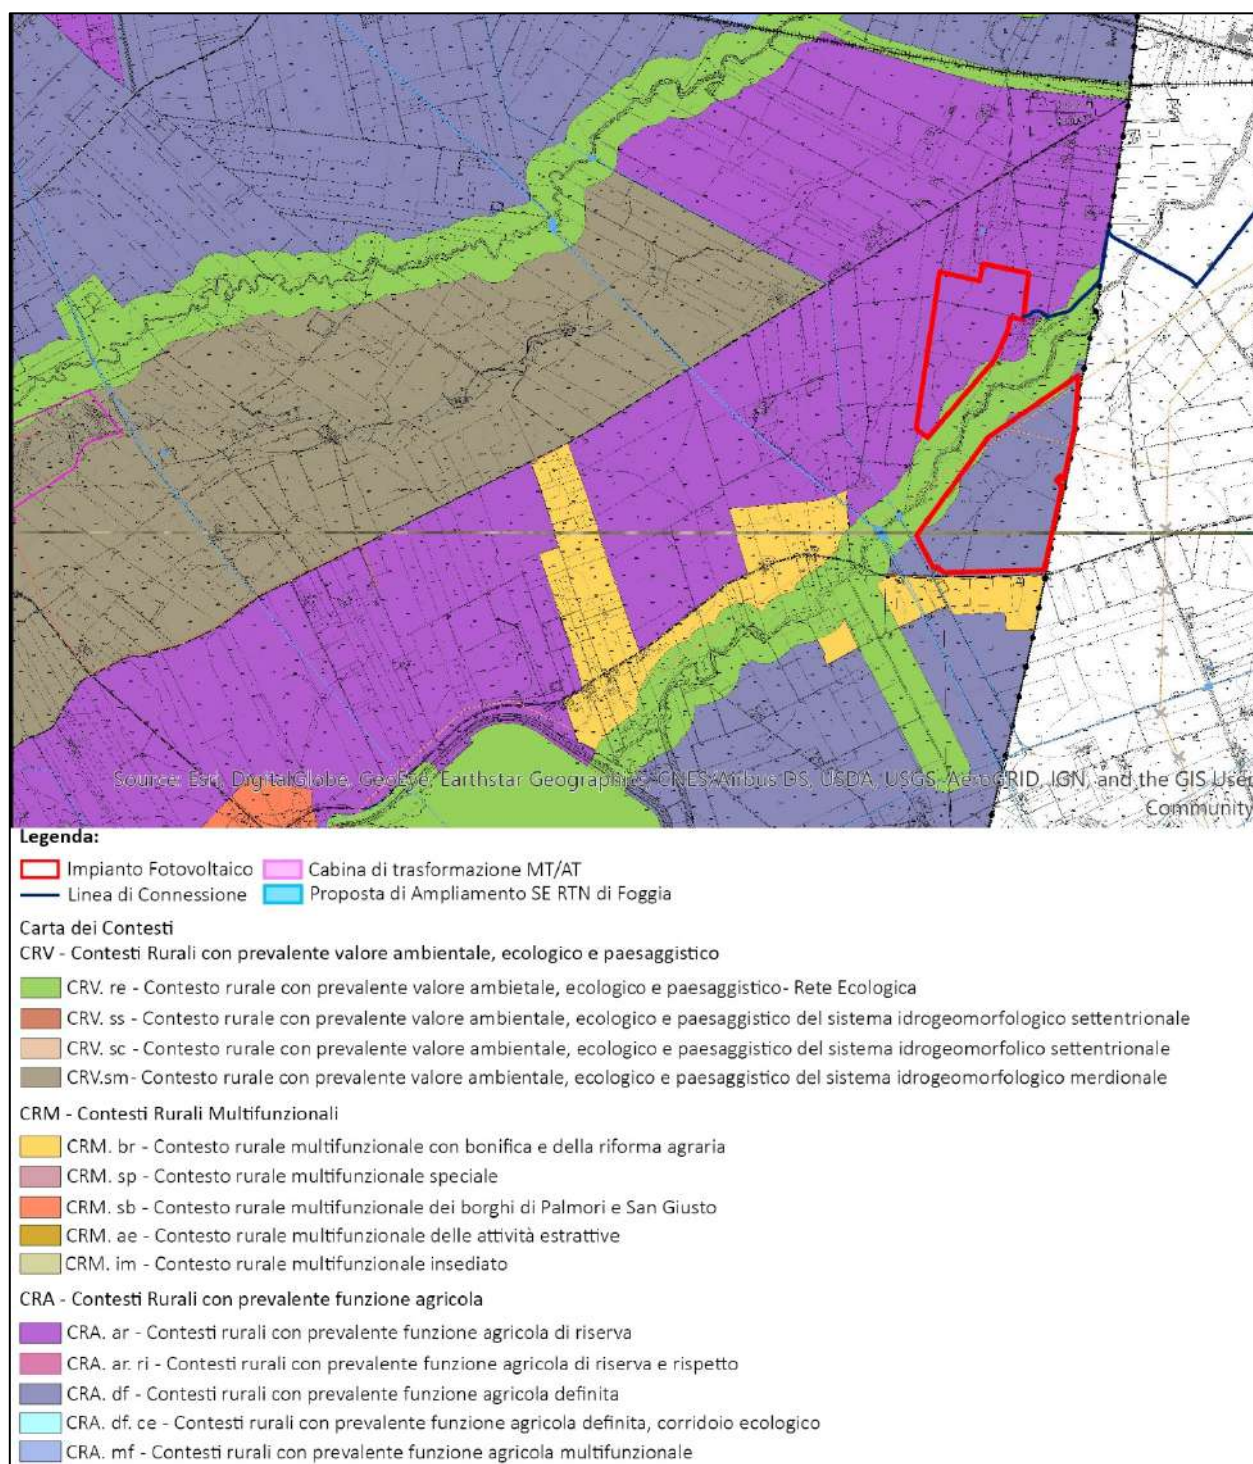 Source: Esri, DigitalGlobe, GeoEye, Earthstar Geographics, CNES/Airbus DS, USDA, USGS, AeroGRID, IGN, and the GIS User
Community
Legenda:
Impianto Fotovoltaico Cabina di trasformazione MT/AT
Linea di Connessione Proposta di Ampliamento SE RTN di Foggia
Carta dei Contesti
CRV - Contesti Rurali con prevalente valore ambientale, ecologico e paesaggistico
CRV. re - Contesto rurale con prevalente valore ambietale, ecologico e paesaggistico- Rete Ecologica
CRV. ss - Contesto rurale con prevalente valore ambientale, ecologico e paesaggistico del sistema idrogeomorfologico settentrionale
CRV. sc - Contesto rurale con prevalente valore ambientale, ecologico e paesaggistico del sistema idrogeomorfolico settentrionale
CRV.sm- Contesto rurale con prevalente valore ambientale, ecologico e paesaggistico del sistema idrogeomorfologico merdionale
CRM - Contesti Rurali Multifunzionali
CRM. br - Contesto rurale multifunzionale con bonifica e della riforma agraria
CRM. sp - Contesto rurale multifunzionale speciale
CRM. sb - Contesto rurale multifunzionale dei borghi di Palmori e San Giusto
CRM. ae - Contesto rurale multifunzionale delle attività estrattive
CRM. im - Contesto rurale multifunzionale insediato
CRA - Contesti Rurali con prevalente funzione agricola
CRA. ar - Contesti rurali con prevalente funzione agricola di riserva
CRA. ar. ri - Contesti rurali con prevalente funzione agricola di riserva e rispetto
CRA. df - Contesti rurali con prevalente funzione agricola definita
CRA. df. ce - Contesti rurali con prevalente funzione agricola definita, corridoio ecologico
CRA. mf - Contesti rurali con prevalente funzione agricola multifunzionale